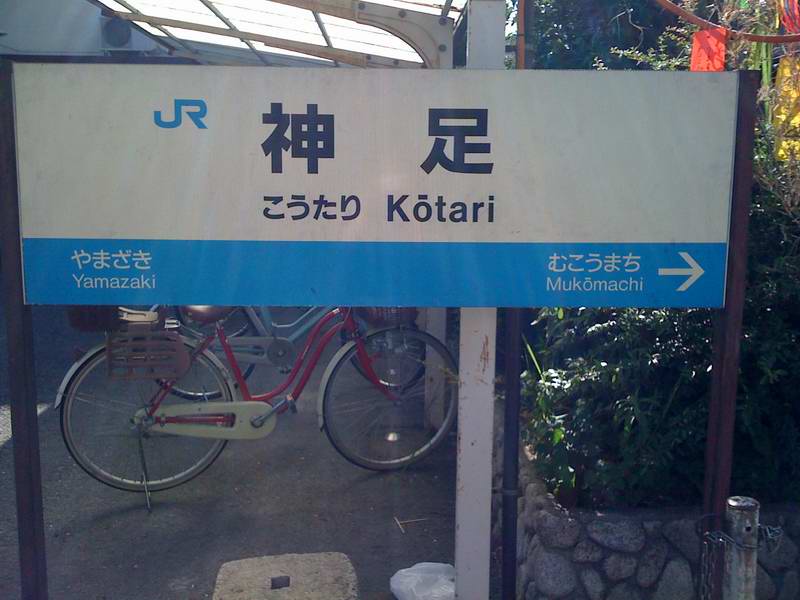 JR 神足
こうたり Kōtari
やまざき むこうまち →
Yamazaki Mukōmachi